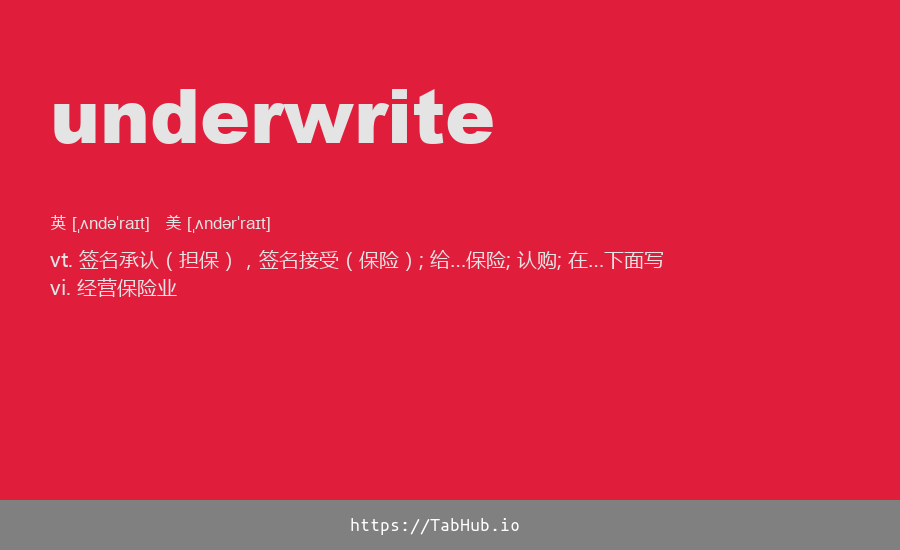 underwrite
英 [ˌʌndəˈraɪt] 美 [ˌʌndərˈraɪt]
vt. 签名承认（担保），签名接受（保险）; 给...保险; 认购; 在...下面写
vi. 经营保险业
https://TabHub.io